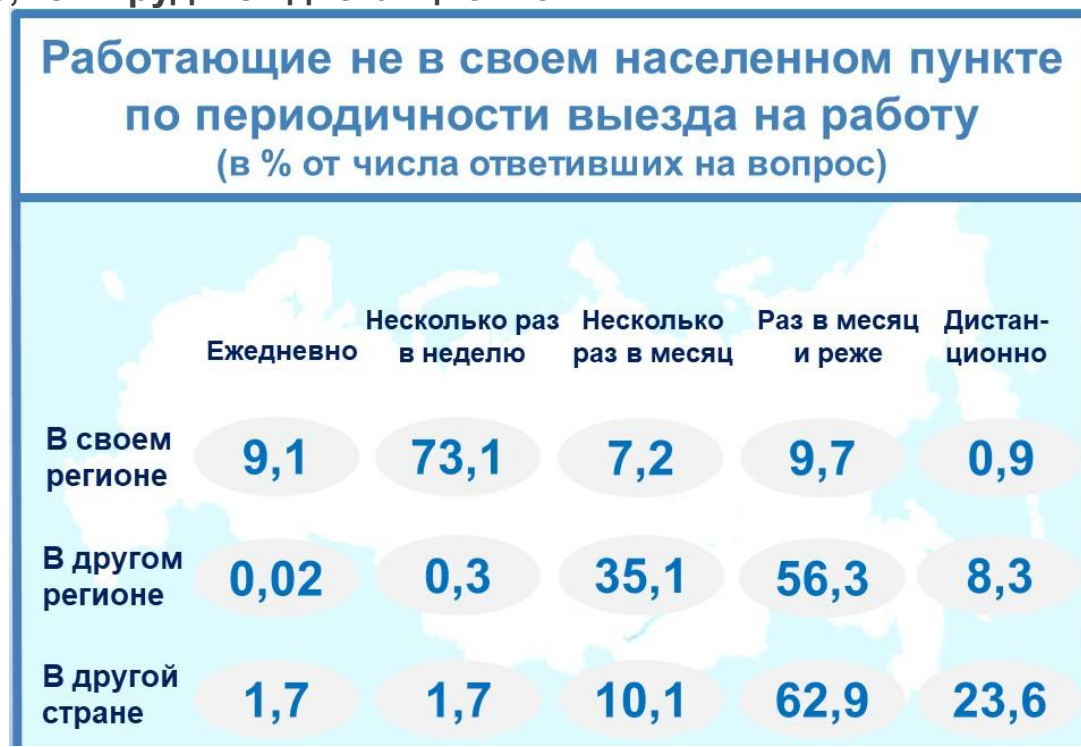 Работающие не в своем населенном пункте
по периодичности выезда на работу
(в % от числа ответивших на вопрос)
Ежедневно
Несколько раз
в неделю
Несколько
раз в месяц
Раз в месяц
и реже
Дистан-
ционно
В своем
регионе
9,1 73,1 7,2 9,7 0,9
В другом
регионе
0,02 0,3 35,1 56,3 8,3
В другой
стране
1,7 1,7 10,1 62,9 23,6